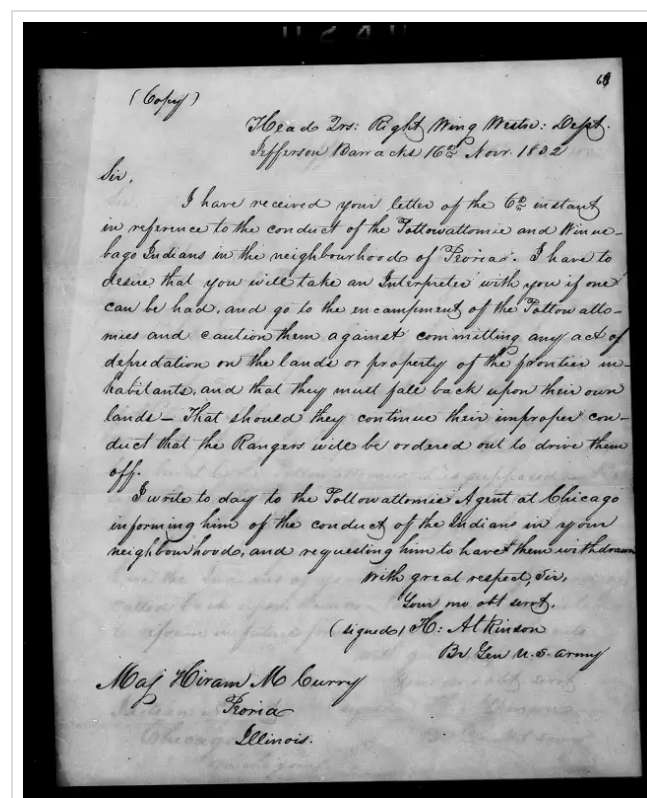 69
(Copy)
Head Qrs: Right Wing Westn: Dept.
Jefferson Barracks 16th Novr. 1832
Sir,
I have received your letter of the 6th instant
in reference to the conduct of the Pottowattomie and Winne-
bago Indians in the neighbourhood of Peoria. I have to
desire that you will take an Interpreter with you if one
can be had, and go to the encampment of the Pottowatto-
mies and caution them against committing any act of
depredation on the lands or property of the frontier in-
habitants, and that they must fale back upon their own
lands — That should they continue their improper con-
duct that the Rangers will be ordered out to drive them
off.
I write to day to the Pottowattomie Agent at Chicago
informing him of the conduct of the Indians in your
neighbourhood, and requesting him to have them withdrawn
With great respect, Sir,
Your mo obt servt.
(signed) H: Atkinson
Br Gen U.S. army
Maj Hiram M Curry
Peoria
Illinois.